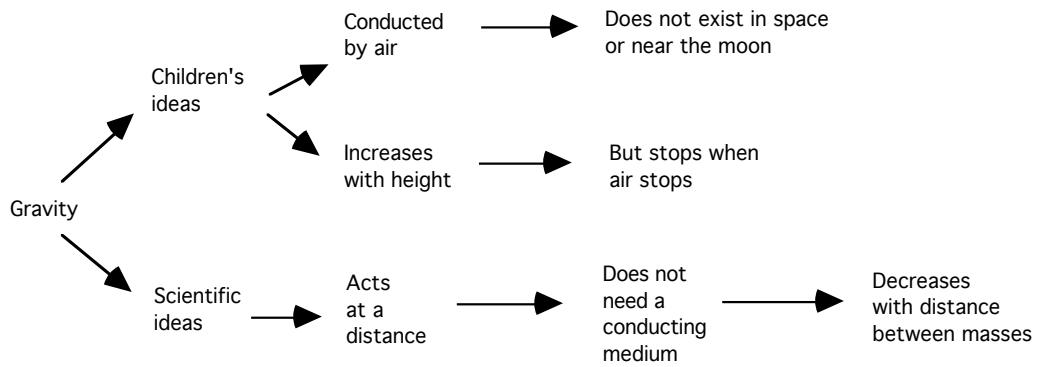 Gravity
Children's
ideas
Conducted
by air
Does not exist in space
or near the moon
Increases
with height
But stops when
air stops
Scientific
ideas
Acts
at a
distance
Does not
need a
conducting
medium
Decreases
with distance
between masses